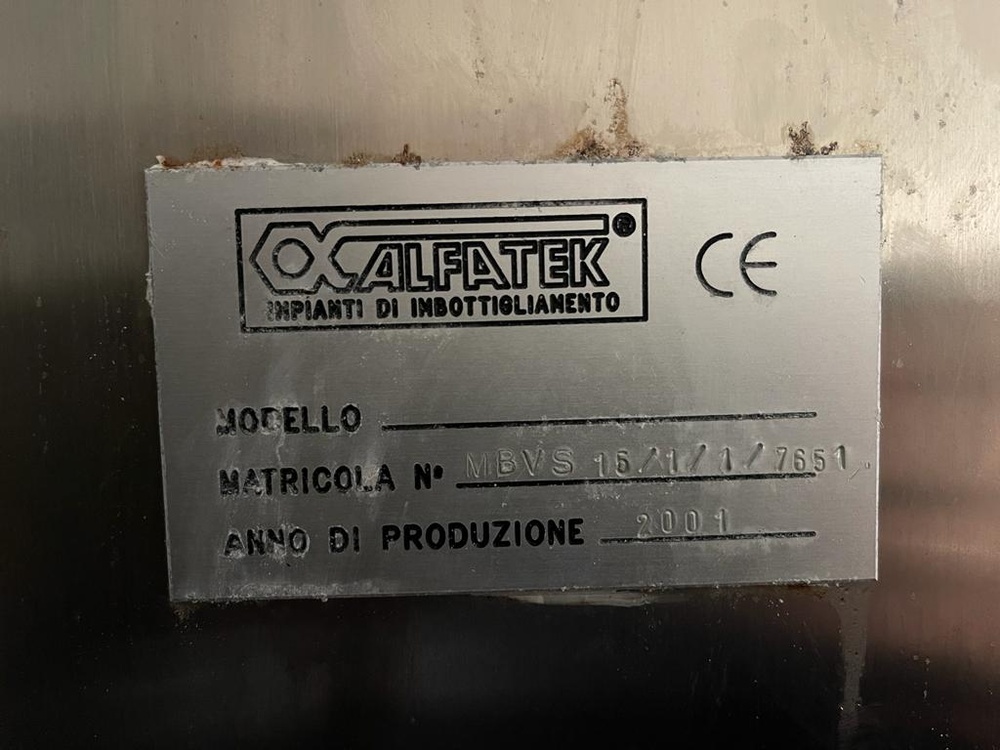 ALFATEK®
IMPIANTI DI IMBOTTIGLIAMENTO
CE
MODELLO
MATRICOLA N° MBVS 15/1/1/7651
ANNO DI PRODUZIONE 2001